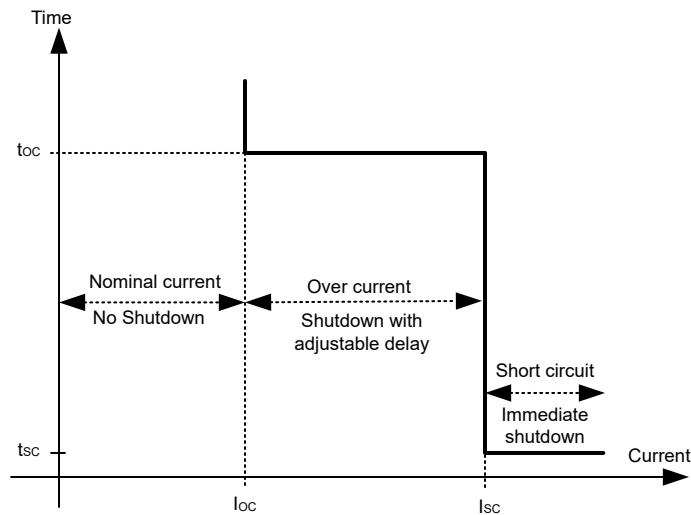 Time
tOC
Nominal current
No Shutdown
Over current
Shutdown with
adjustable delay
Short circuit
Immediate
shutdown
tSC
Current
IOC
ISC